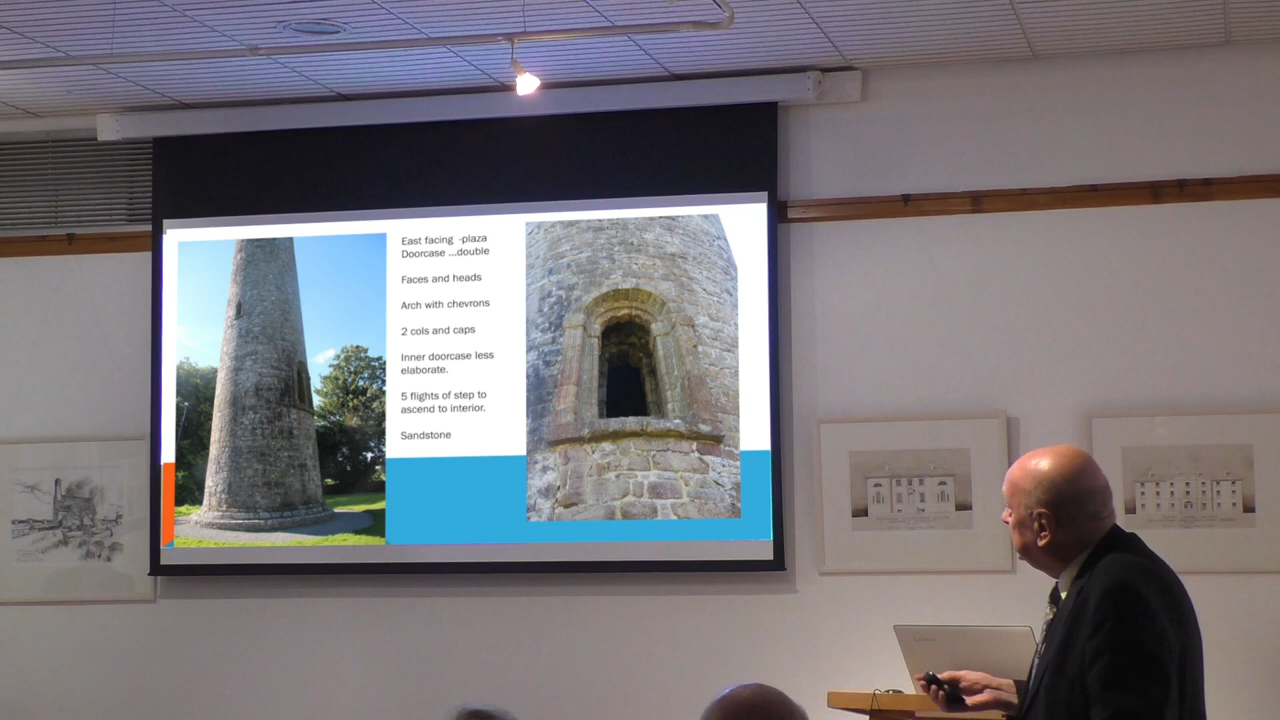 East facing -plaza
Doorcase ...double
Faces and heads
Arch with chevrons
2 cols and caps
Inner doorcase less
elaborate.
5 flights of step to
ascend to interior.
Sandstone